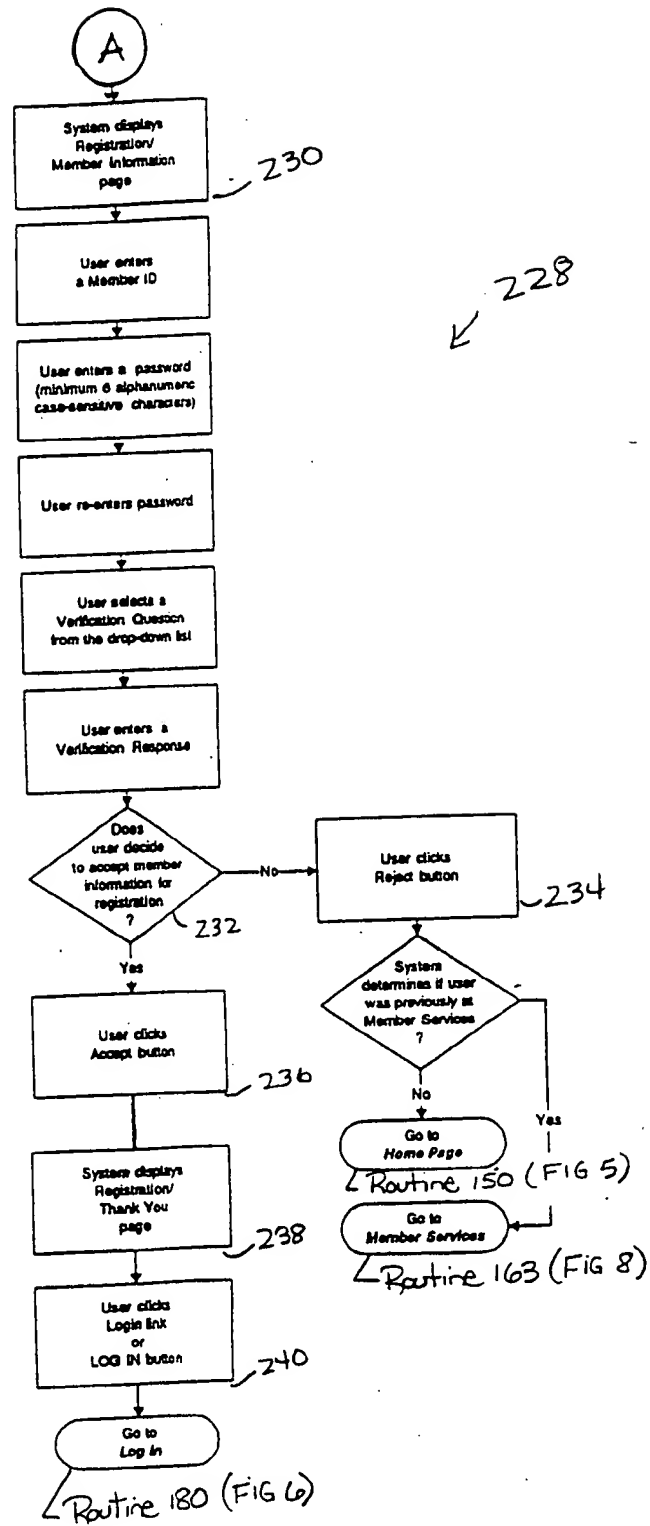 A
System displays
Registration/
Member Information
page
230
228
User enters
a Member ID
User enters a password
(minimum 6 alphanumeric
case-sensitive characters)
User re-enters password
User selects a
Verification Question
from the drop-down list
User enters a
Verification Response
Does
user decide
to accept member
information for
registration
?
232
No
User clicks
Reject button
234
Yes
System
determines if user
was previously at
Member Services
?
User clicks
Accept button
236
No
Yes
Go to
Home Page
Routine 150 (FIG 5)
System displays
Registration/
Thank You
page
238
Go to
Member Services
Routine 163 (FIG 8)
User clicks
Login link
or
LOG IN button
240
Go to
Log In
Routine 180 (FIG 6)